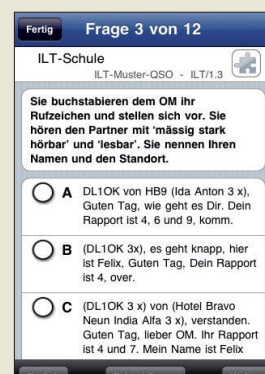 Fertig
Frage 3 von 12
ILT-Schule
ILT-Muster-QSO - ILT/1.3
Sie buchstabieren dem OM ihr
Rufzeichen und stellen sich vor. Sie
hören den Partner mit 'mässig stark
hörbar' und 'lesbar'. Sie nennen Ihren
Namen und den Standort.
A DL1OK von HB9 (Ida Anton 3 x),
Guten Tag, wie geht es Dir. Dein
Rapport ist 4, 6 und 9, komm.
B (DL1OK 3x), es geht knapp, hier
ist Felix, Guten Tag, Dein Rapport
ist 4, over.
C (DL1OK 3 x) von (Hotel Bravo
Neun India Alfa 3 x), verstanden.
Guten Tag, lieber OM. Ihr Rapport
ist 4 und 7. Mein Name ist Felix